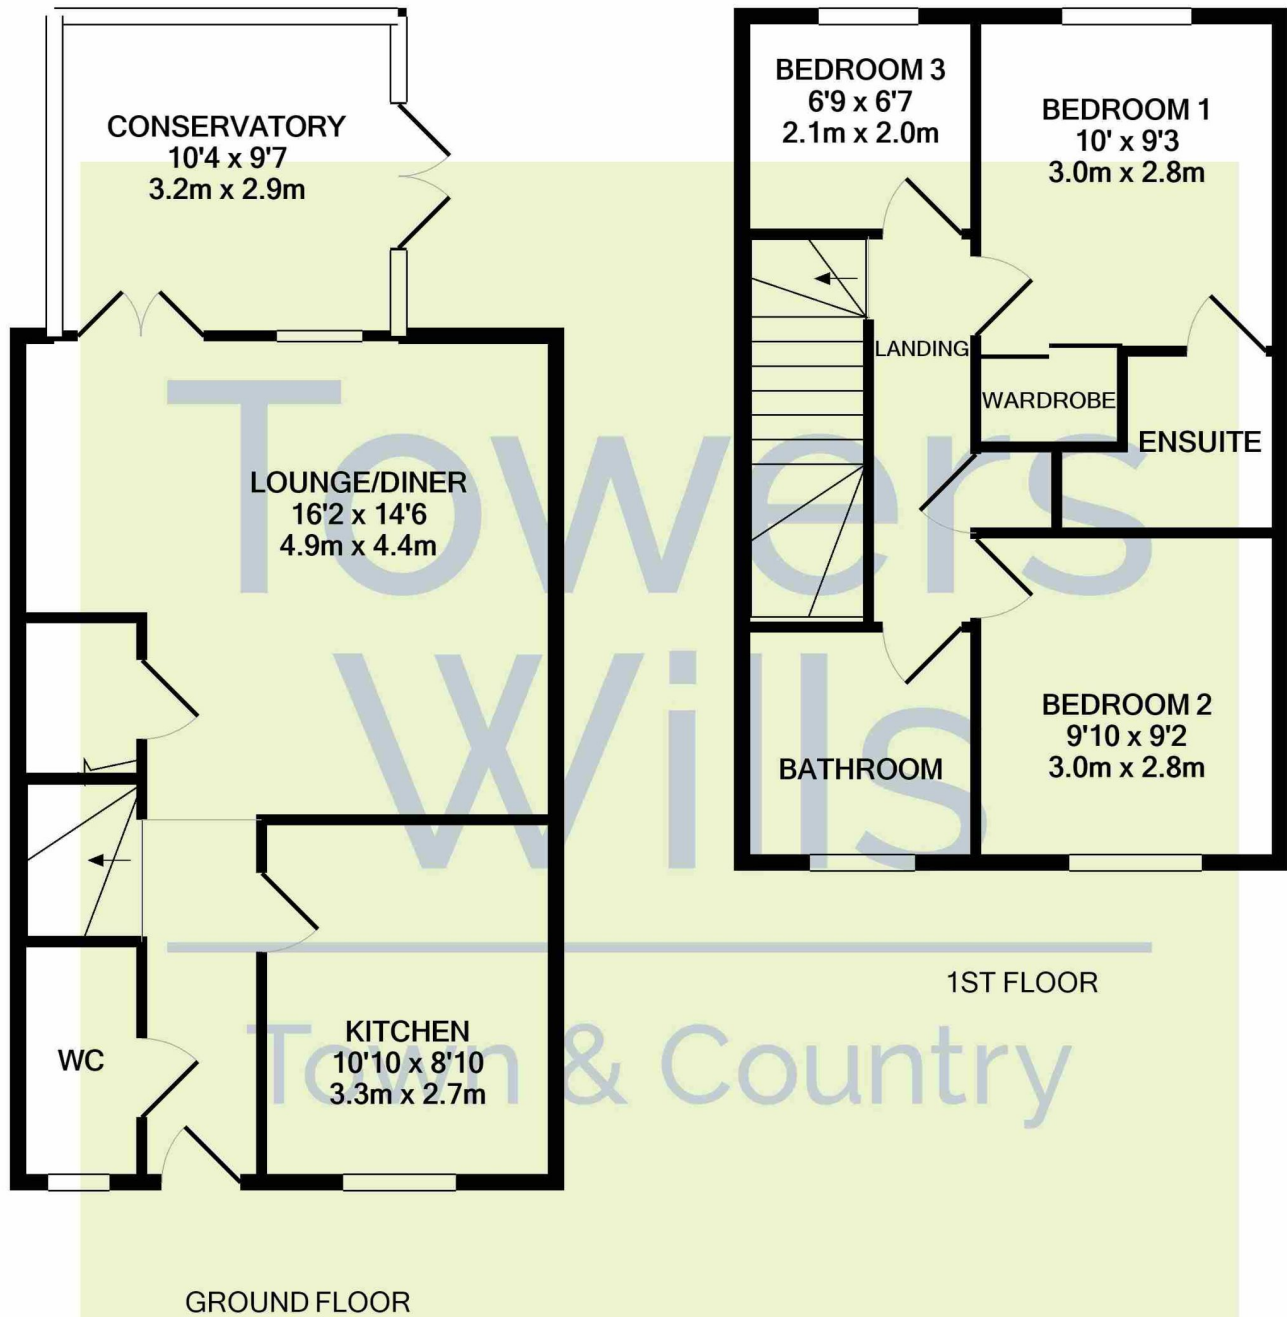 CONSERVATORY
10'4 x 9'7
3.2m x 2.9m
LOUNGE/DINER
16'2 x 14'6
4.9m x 4.4m
WC
KITCHEN
10'10 x 8'10
3.3m x 2.7m
GROUND FLOOR
BEDROOM 3
6'9 x 6'7
2.1m x 2.0m
BEDROOM 1
10' x 9'3
3.0m x 2.8m
LANDING
WARDROBE
ENSUITE
BEDROOM 2
9'10 x 9'2
3.0m x 2.8m
BATHROOM
1ST FLOOR
Towers
Wills
Town & Country